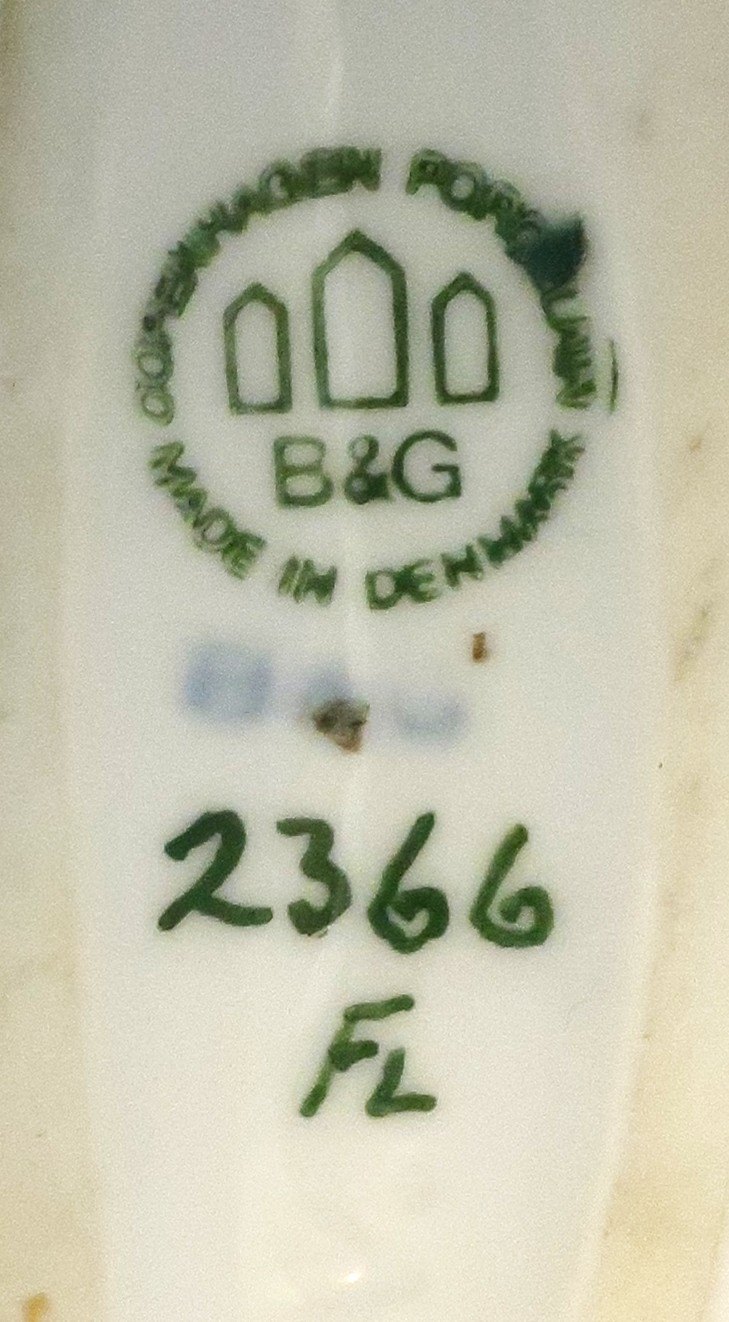 COPENHAGEN PORCELAIN
B&G
MADE IN DENMARK
2366
FL